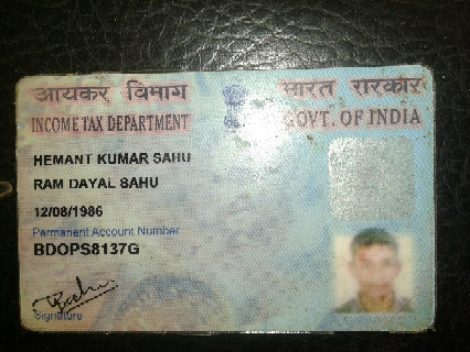 आयकर विभाग
भारत सरकार
INCOME TAX DEPARTMENT
GOVT. OF INDIA
HEMANT KUMAR SAHU
RAM DAYAL SAHU
12/08/1986
Permanent Account Number
BDOPS8137G
Signature